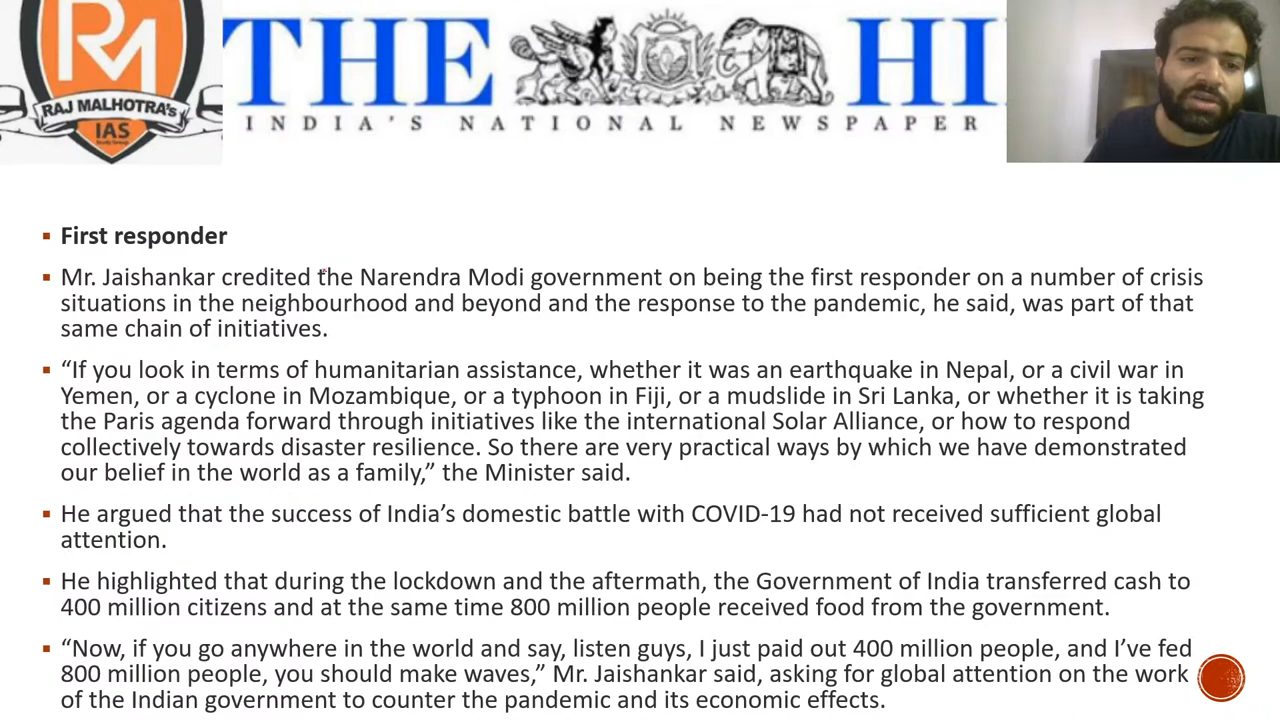 RM
RAJ MALHOTRA's
IAS
Study Group
THE HI
INDIA'S NATIONAL NEWSPAPER
First responder
Mr. Jaishankar credited the Narendra Modi government on being the first responder on a number of crisis
situations in the neighbourhood and beyond and the response to the pandemic, he said, was part of that
same chain of initiatives.
“If you look in terms of humanitarian assistance, whether it was an earthquake in Nepal, or a civil war in
Yemen, or a cyclone in Mozambique, or a typhoon in Fiji, or a mudslide in Sri Lanka, or whether it is taking
the Paris agenda forward through initiatives like the international Solar Alliance, or how to respond
collectively towards disaster resilience. So there are very practical ways by which we have demonstrated
our belief in the world as a family,” the Minister said.
He argued that the success of India’s domestic battle with COVID-19 had not received sufficient global
attention.
He highlighted that during the lockdown and the aftermath, the Government of India transferred cash to
400 million citizens and at the same time 800 million people received food from the government.
“Now, if you go anywhere in the world and say, listen guys, I just paid out 400 million people, and I’ve fed
800 million people, you should make waves,” Mr. Jaishankar said, asking for global attention on the work
of the Indian government to counter the pandemic and its economic effects.